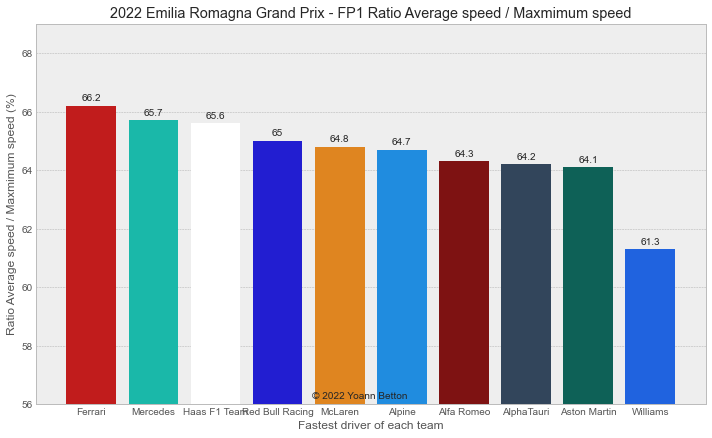 2022 Emilia Romagna Grand Prix - FP1 Ratio Average speed / Maxmimum speed
Ratio Average speed / Maxmimum speed (%)
68
66
64
62
60
58
56
66.2
65.7
65.6
65
64.8
64.7
64.3
64.2
64.1
61.3
© 2022 Yoann Betton
Ferrari
Mercedes
Haas F1 Team
Red Bull Racing
McLaren
Alpine
Alfa Romeo
AlphaTauri
Aston Martin
Williams
Fastest driver of each team